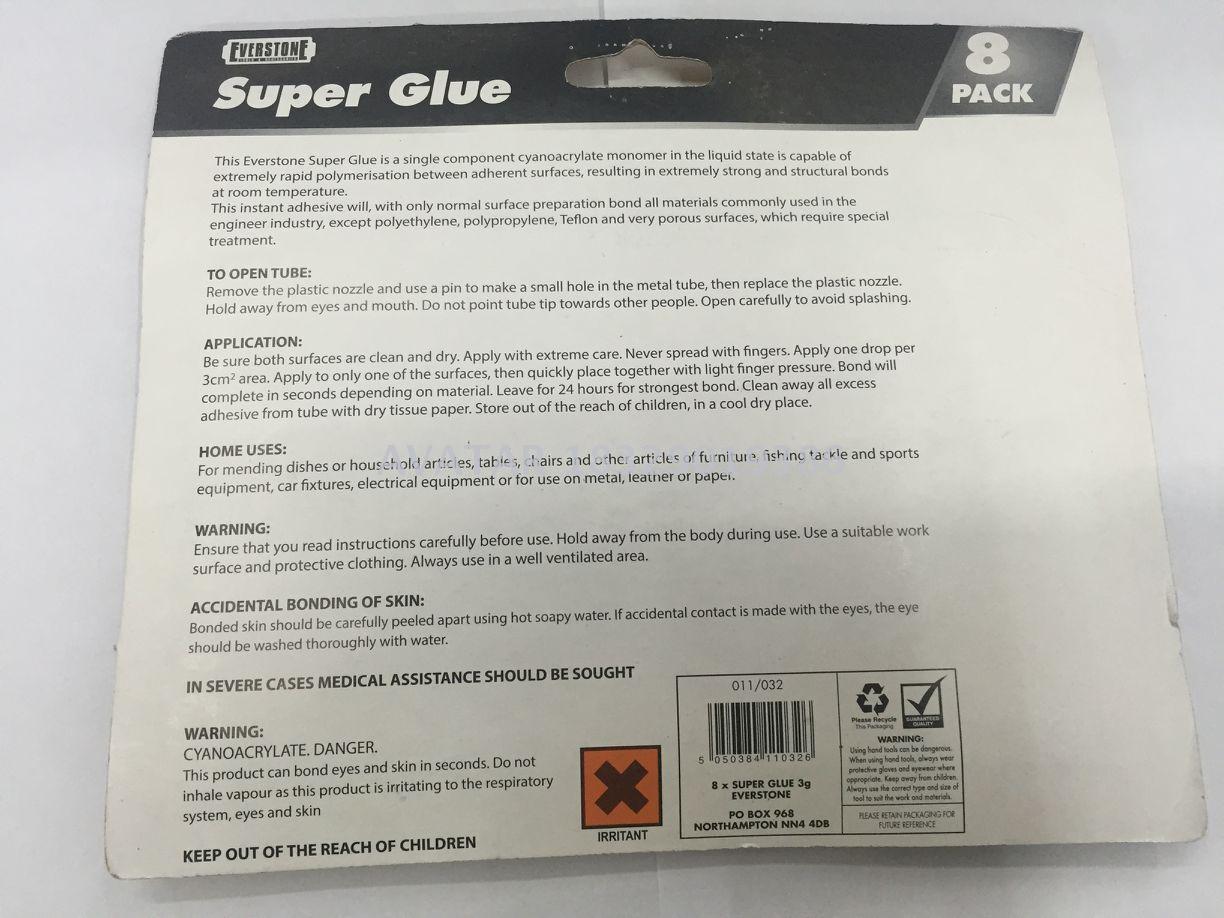 EVERSTONE
Super Glue
8
PACK
This Everstone Super Glue is a single component cyanoacrylate monomer in the liquid state is capable of
extremely rapid polymerisation between adherent surfaces, resulting in extremely strong and structural bonds
at room temperature.
This instant adhesive will, with only normal surface preparation bond all materials commonly used in the
engineer industry, except polyethylene, polypropylene, Teflon and very porous surfaces, which require special
treatment.
TO OPEN TUBE:
Remove the plastic nozzle and use a pin to make a small hole in the metal tube, then replace the plastic nozzle.
Hold away from eyes and mouth. Do not point tube tip towards other people. Open carefully to avoid splashing.
APPLICATION:
Be sure both surfaces are clean and dry. Apply with extreme care. Never spread with fingers. Apply one drop per
3cm² area. Apply to only one of the surfaces, then quickly place together with light finger pressure. Bond will
complete in seconds depending on material. Leave for 24 hours for strongest bond. Clean away all excess
adhesive from tube with dry tissue paper. Store out of the reach of children, in a cool dry place.
HOME USES:
For mending dishes or household articles, tables, chairs and other articles of furniture, fishing tackle and sports
equipment, car fixtures, electrical equipment or for use on metal, leather or paper.
WARNING:
Ensure that you read instructions carefully before use. Hold away from the body during use. Use a suitable work
surface and protective clothing. Always use in a well ventilated area.
ACCIDENTAL BONDING OF SKIN:
Bonded skin should be carefully peeled apart using hot soapy water. If accidental contact is made with the eyes, the eye
should be washed thoroughly with water.
IN SEVERE CASES MEDICAL ASSISTANCE SHOULD BE SOUGHT
WARNING:
CYANOACRYLATE. DANGER.
This product can bond eyes and skin in seconds. Do not
inhale vapour as this product is irritating to the respiratory
system, eyes and skin
KEEP OUT OF THE REACH OF CHILDREN
IRRITANT
011/032
5 050384 110326
8 x SUPER GLUE 3g
EVERSTONE
PO BOX 968
NORTHAMPTON NN4 4DB
Please Recycle
This Packaging
GUARANTEED
QUALITY
WARNING:
Using hand tools can be dangerous.
When using hand tools, always wear
protective gloves and eyewear where
appropriate. Keep away from children.
Always use the correct type and size of
tool to suit the work and materials.
PLEASE RETAIN PACKAGING FOR
FUTURE REFERENCE